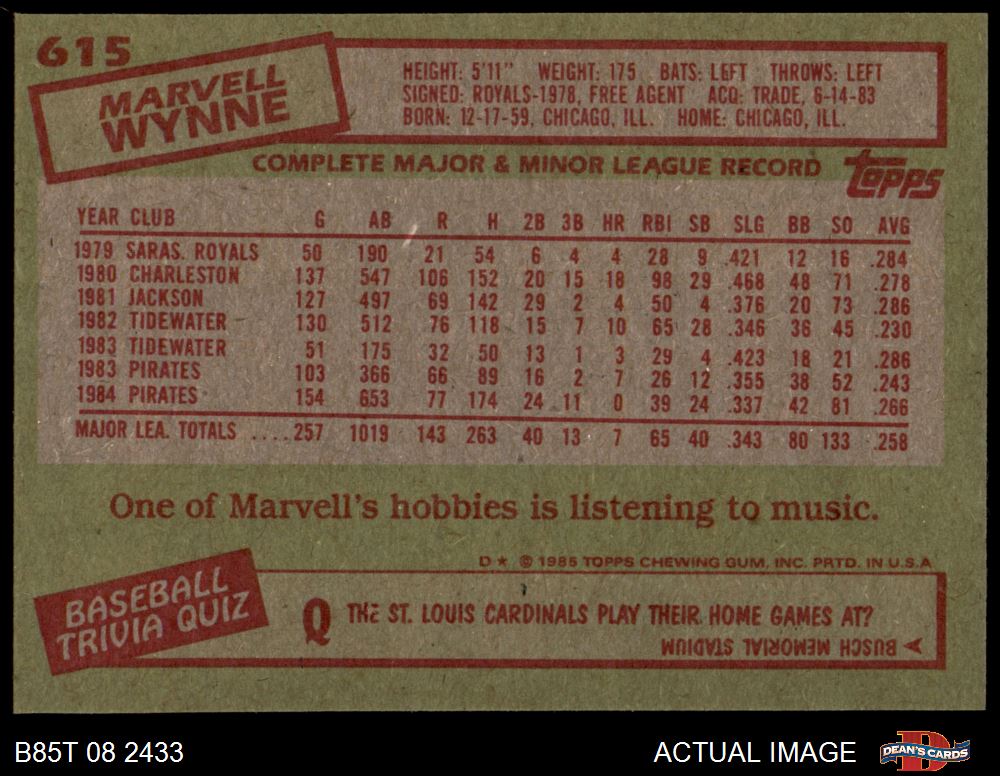 615
MARVELL
WYNNE
HEIGHT: 5'11" WEIGHT: 175 BATS: LEFT THROWS: LEFT
SIGNED: ROYALS-1978, FREE AGENT ACQ: TRADE, 6-14-83
BORN: 12-17-59, CHICAGO, ILL. HOME: CHICAGO, ILL.
COMPLETE MAJOR & MINOR LEAGUE RECORD
Topps
YEAR CLUB G AB R H 2B 3B HR RBI SB SLG BB SO AVG
1979 SARAS. ROYALS 50 190 21 54 6 4 4 28 9 .421 12 16 .284
1980 CHARLESTON 137 547 106 152 20 15 18 98 29 .468 48 71 .278
1981 JACKSON 127 497 69 142 29 2 4 50 4 .376 20 73 .286
1982 TIDEWATER 130 512 76 118 15 7 10 65 28 .346 36 45 .230
1983 TIDEWATER 51 175 32 50 13 1 3 29 4 .423 18 21 .286
1983 PIRATES 103 366 66 89 16 2 7 26 12 .355 38 52 .243
1984 PIRATES 154 653 77 174 24 11 0 39 24 .337 42 81 .266
MAJOR LEA. TOTALS ....257 1019 143 263 40 13 7 65 40 .343 80 133 .258
One of Marvell's hobbies is listening to music.
D* © 1985 TOPPS CHEWING GUM, INC. PRTD. IN U.S.A.
BASEBALL
TRIVIA QUIZ
Q THE ST. LOUIS CARDINALS PLAY THEIR HOME GAMES AT?
BUSCH MEMORIAL STADIUM
B85T 08 2433
ACTUAL IMAGE
DEAN'S CARDS